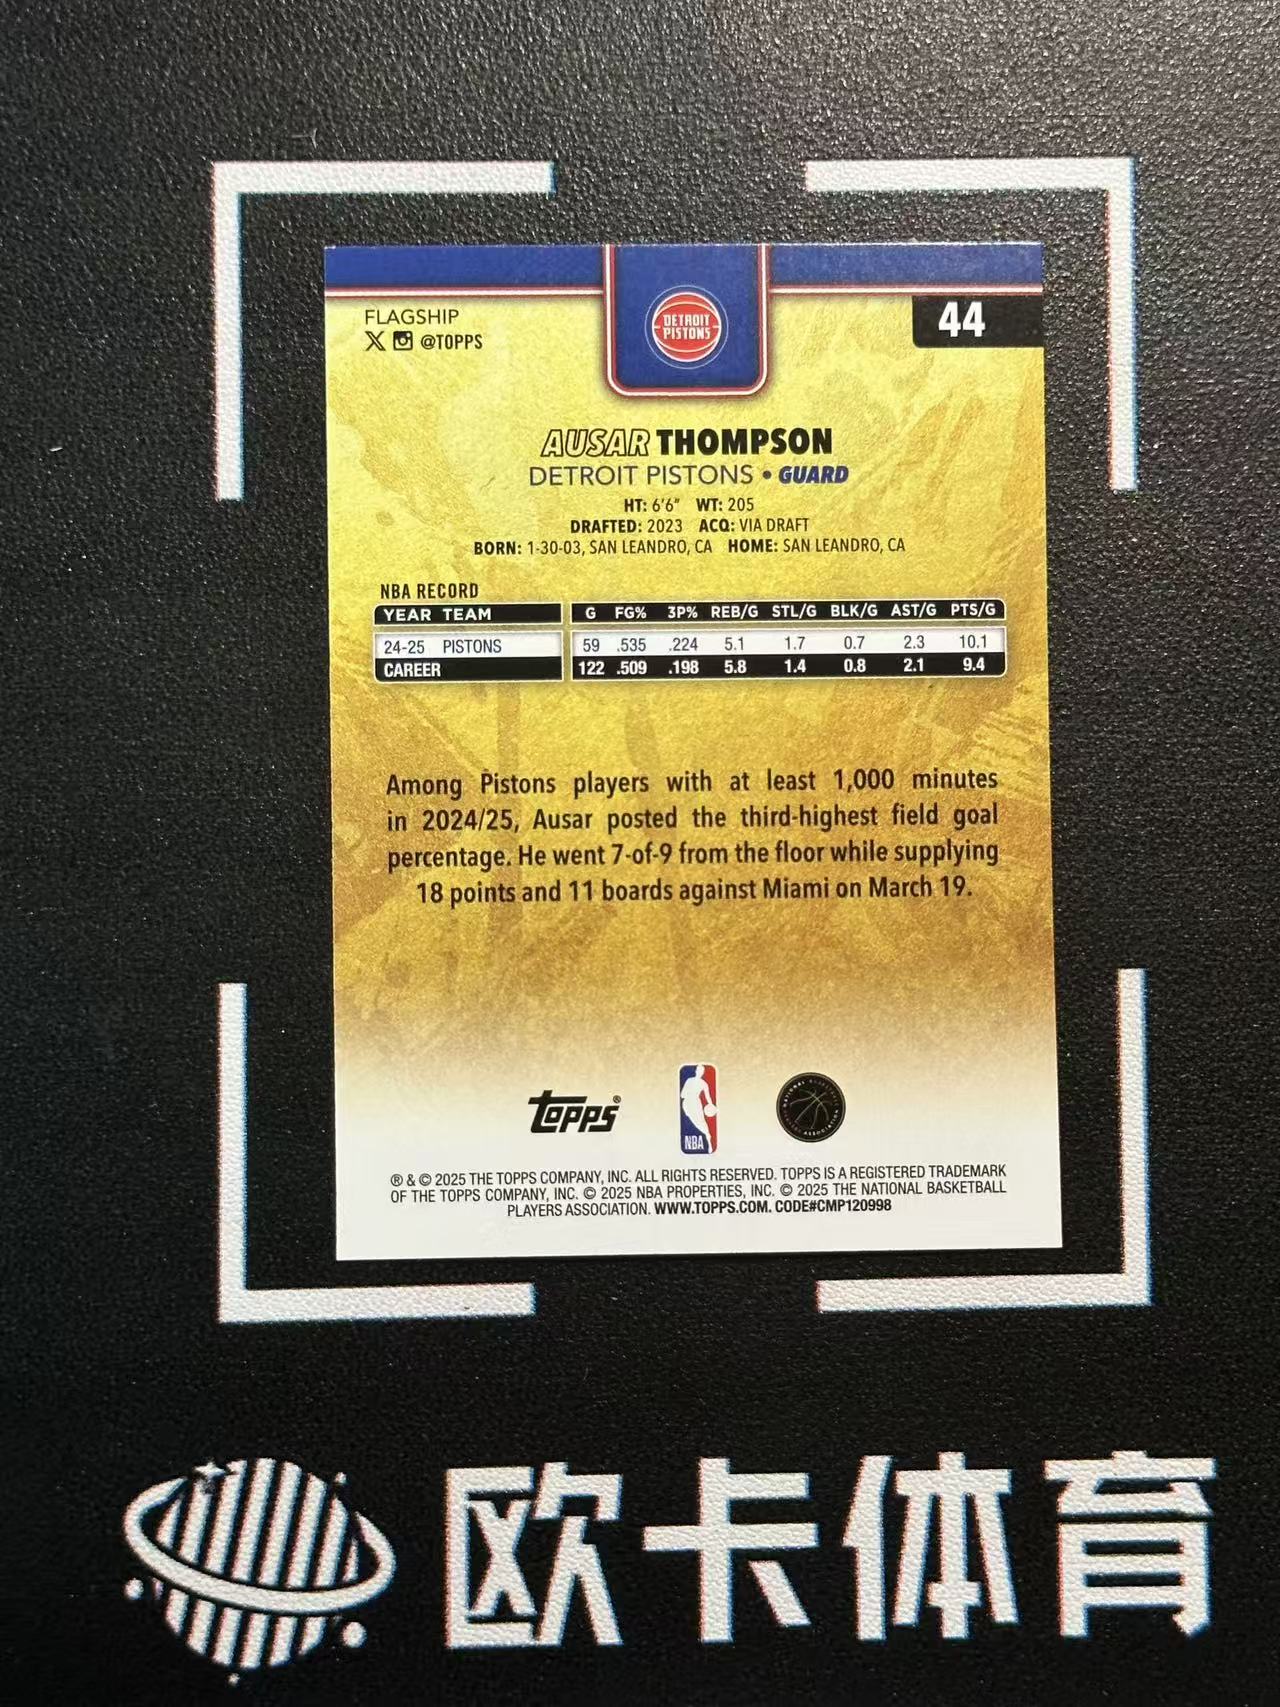 FLAGSHIP
@TOPPS
DETROIT
PISTONS
44
AUSAR THOMPSON
DETROIT PISTONS • GUARD
HT: 6'6" WT: 205
DRAFTED: 2023 ACQ: VIA DRAFT
BORN: 1-30-03, SAN LEANDRO, CA HOME: SAN LEANDRO, CA
NBA RECORD
YEAR TEAM G FG% 3P% REB/G STL/G BLK/G AST/G PTS/G
24-25 PISTONS 59 .535 .224 5.1 1.7 0.7 2.3 10.1
CAREER 122 .509 .198 5.8 1.4 0.8 2.1 9.4
Among Pistons players with at least 1,000 minutes
in 2024/25, Ausar posted the third-highest field goal
percentage. He went 7-of-9 from the floor while supplying
18 points and 11 boards against Miami on March 19.
Topps®
NBA
® & © 2025 THE TOPPS COMPANY, INC. ALL RIGHTS RESERVED. TOPPS IS A REGISTERED TRADEMARK
OF THE TOPPS COMPANY, INC. © 2025 NBA PROPERTIES, INC. © 2025 THE NATIONAL BASKETBALL
PLAYERS ASSOCIATION. WWW.TOPPS.COM. CODE#CMP120998
欧卡体育